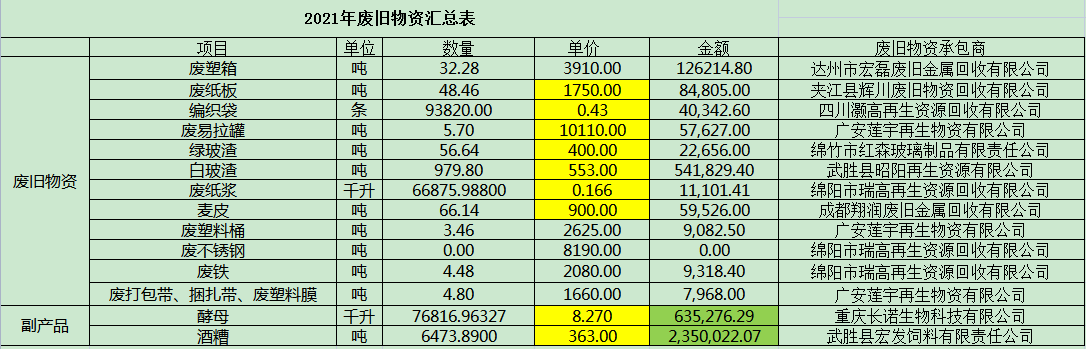 2021年废旧物资汇总表
项目 单位 数量 单价 金额 废旧物资承包商
废塑箱 吨 32.28 3910.00 126214.80 达州市宏磊废旧金属回收有限公司
废纸板 吨 48.46 1750.00 84,805.00 夹江县辉川废旧物资回收有限公司
编织袋 条 93820.00 0.43 40,342.60 四川灏高再生资源回收有限公司
废易拉罐 吨 5.70 10110.00 57,627.00 广安莲宇再生物资有限公司
绿玻渣 吨 56.64 400.00 22,656.00 绵竹市红森玻璃制品有限责任公司
白玻渣 吨 979.80 553.00 541,829.40 武胜县昭阳再生资源有限公司
废旧物资
废纸浆 千升 66875.98800 0.166 11,101.41 绵阳市瑞高再生资源回收有限公司
麦皮 吨 66.14 900.00 59,526.00 成都翔润废旧金属回收有限公司
废塑料桶 吨 3.46 2625.00 9,082.50 广安莲宇再生物资有限公司
废不锈钢 吨 0.00 8190.00 0.00 绵阳市瑞高再生资源回收有限公司
废铁 吨 4.48 2080.00 9,318.40 绵阳市瑞高再生资源回收有限公司
废打包带、捆扎带、废塑料膜 吨 4.80 1660.00 7,968.00 广安莲宇再生物资有限公司
副产品
酵母 千升 76816.96327 8.270 635,276.29 重庆长诺生物科技有限公司
酒糟 吨 6473.8900 363.00 2,350,022.07 武胜县宏发饲料有限责任公司